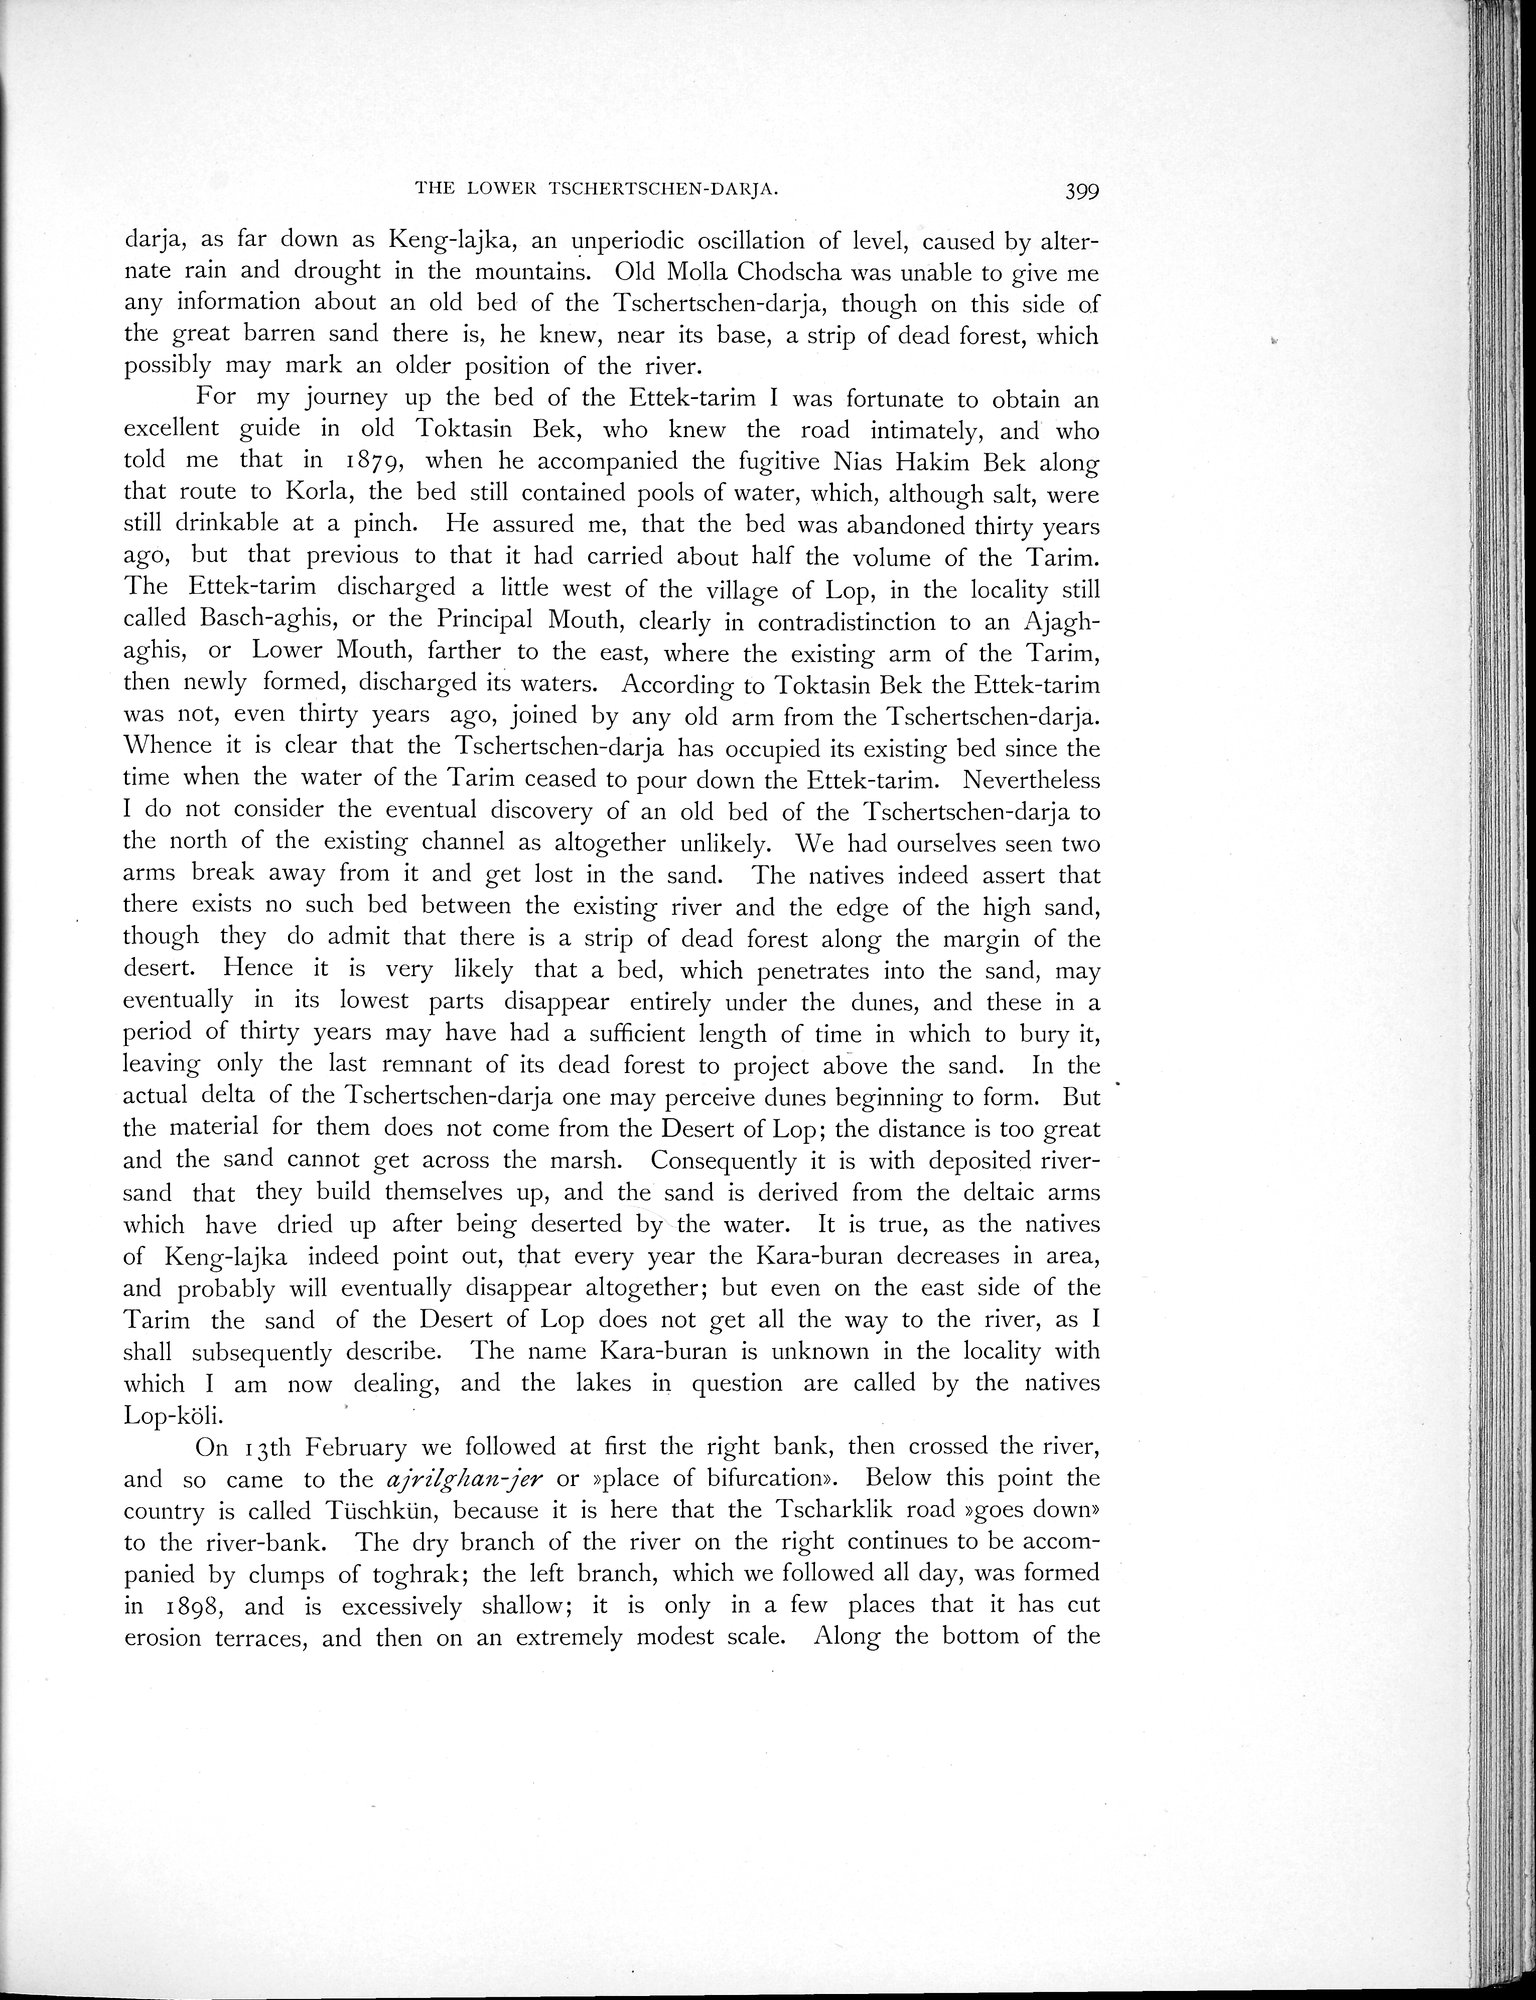 THE LOWER TSCHERTSCHEN-DARJA. 399
darja, as far down as Keng-lajka, an unperiodic oscillation of level, caused by alter-
nate rain and drought in the mountains. Old Molla Chodscha was unable to give me
any information about an old bed of the Tschertschen-darja, though on this side of
the great barren sand there is, he knew, near its base, a strip of dead forest, which
possibly may mark an older position of the river.
For my journey up the bed of the Ettek-tarim I was fortunate to obtain an
excellent guide in old Toktasin Bek, who knew the road intimately, and who
told me that in 1879, when he accompanied the fugitive Nias Hakim Bek along
that route to Korla, the bed still contained pools of water, which, although salt, were
still drinkable at a pinch. He assured me, that the bed was abandoned thirty years
ago, but that previous to that it had carried about half the volume of the Tarim.
The Ettek-tarim discharged a little west of the village of Lop, in the locality still
called Basch-aghis, or the Principal Mouth, clearly in contradistinction to an Ajagh-
aghis, or Lower Mouth, farther to the east, where the existing arm of the Tarim,
then newly formed, discharged its waters. According to Toktasin Bek the Ettek-tarim
was not, even thirty years ago, joined by any old arm from the Tschertschen-darja.
Whence it is clear that the Tschertschen-darja has occupied its existing bed since the
time when the water of the Tarim ceased to pour down the Ettek-tarim. Nevertheless
I do not consider the eventual discovery of an old bed of the Tschertschen-darja to
the north of the existing channel as altogether unlikely. We had ourselves seen two
arms break away from it and get lost in the sand. The natives indeed assert that
there exists no such bed between the existing river and the edge of the high sand,
though they do admit that there is a strip of dead forest along the margin of the
desert. Hence it is very likely that a bed, which penetrates into the sand, may
eventually in its lowest parts disappear entirely under the dunes, and these in a
period of thirty years may have had a sufficient length of time in which to bury it,
leaving only the last remnant of its dead forest to project above the sand. In the
actual delta of the Tschertschen-darja one may perceive dunes beginning to form. But
the material for them does not come from the Desert of Lop; the distance is too great
and the sand cannot get across the marsh. Consequently it is with deposited river-
sand that they build themselves up, and the sand is derived from the deltaic arms
which have dried up after being deserted by the water. It is true, as the natives
of Keng-lajka indeed point out, that every year the Kara-buran decreases in area,
and probably will eventually disappear altogether; but even on the east side of the
Tarim the sand of the Desert of Lop does not get all the way to the river, as I
shall subsequently describe. The name Kara-buran is unknown in the locality with
which I am now dealing, and the lakes in question are called by the natives
Lop-köli.
On 13th February we followed at first the right bank, then crossed the river,
and so came to the ajrilghan-jer or »place of bifurcation». Below this point the
country is called Tüschkün, because it is here that the Tscharklik road »goes down»
to the river-bank. The dry branch of the river on the right continues to be accom-
panied by clumps of toghrak; the left branch, which we followed all day, was formed
in 1898, and is excessively shallow; it is only in a few places that it has cut
erosion terraces, and then on an extremely modest scale. Along the bottom of the